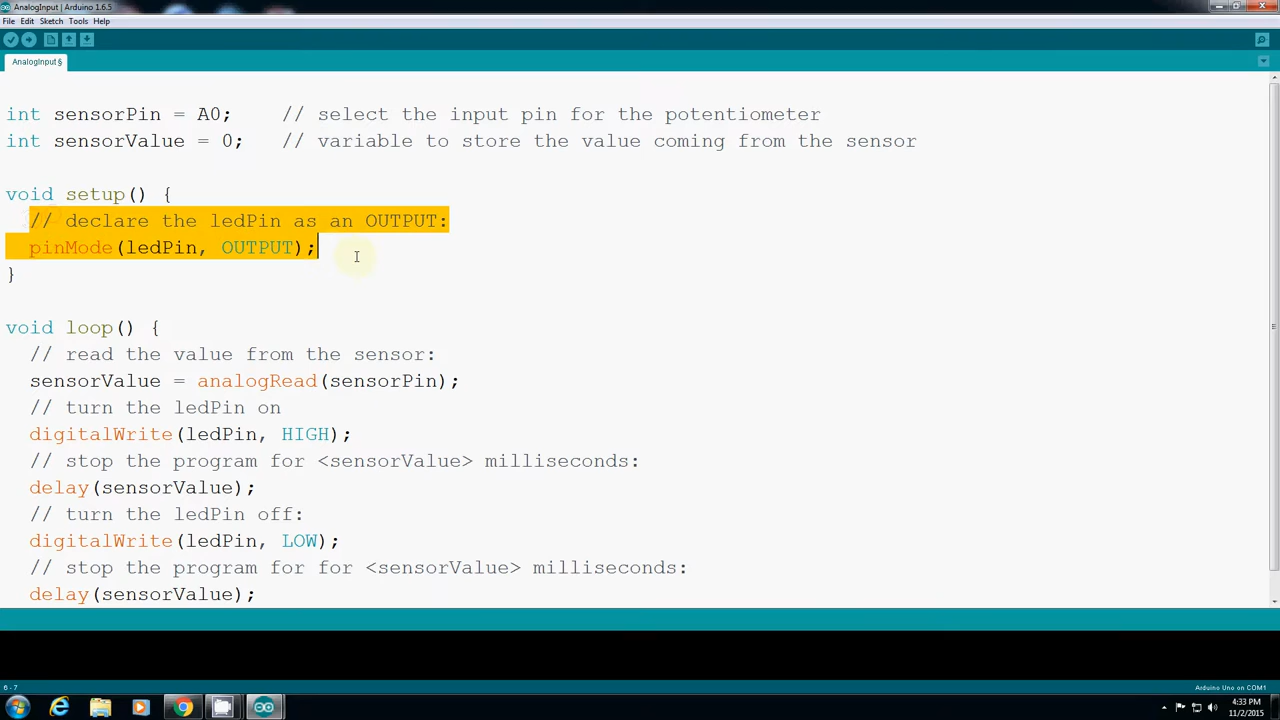 AnalogInput | Arduino 1.6.5
File Edit Sketch Tools Help
AnalogInput §
int sensorPin = A0;    // select the input pin for the potentiometer
int sensorValue = 0;   // variable to store the value coming from the sensor
void setup() {
  // declare the ledPin as an OUTPUT:
  pinMode(ledPin, OUTPUT);
}
void loop() {
  // read the value from the sensor:
  sensorValue = analogRead(sensorPin);
  // turn the ledPin on
  digitalWrite(ledPin, HIGH);
  // stop the program for <sensorValue> milliseconds:
  delay(sensorValue);
  // turn the ledPin off:
  digitalWrite(ledPin, LOW);
  // stop the program for for <sensorValue> milliseconds:
  delay(sensorValue);
6 - 7
Arduino Uno on COM1
4:33 PM
11/2/2015